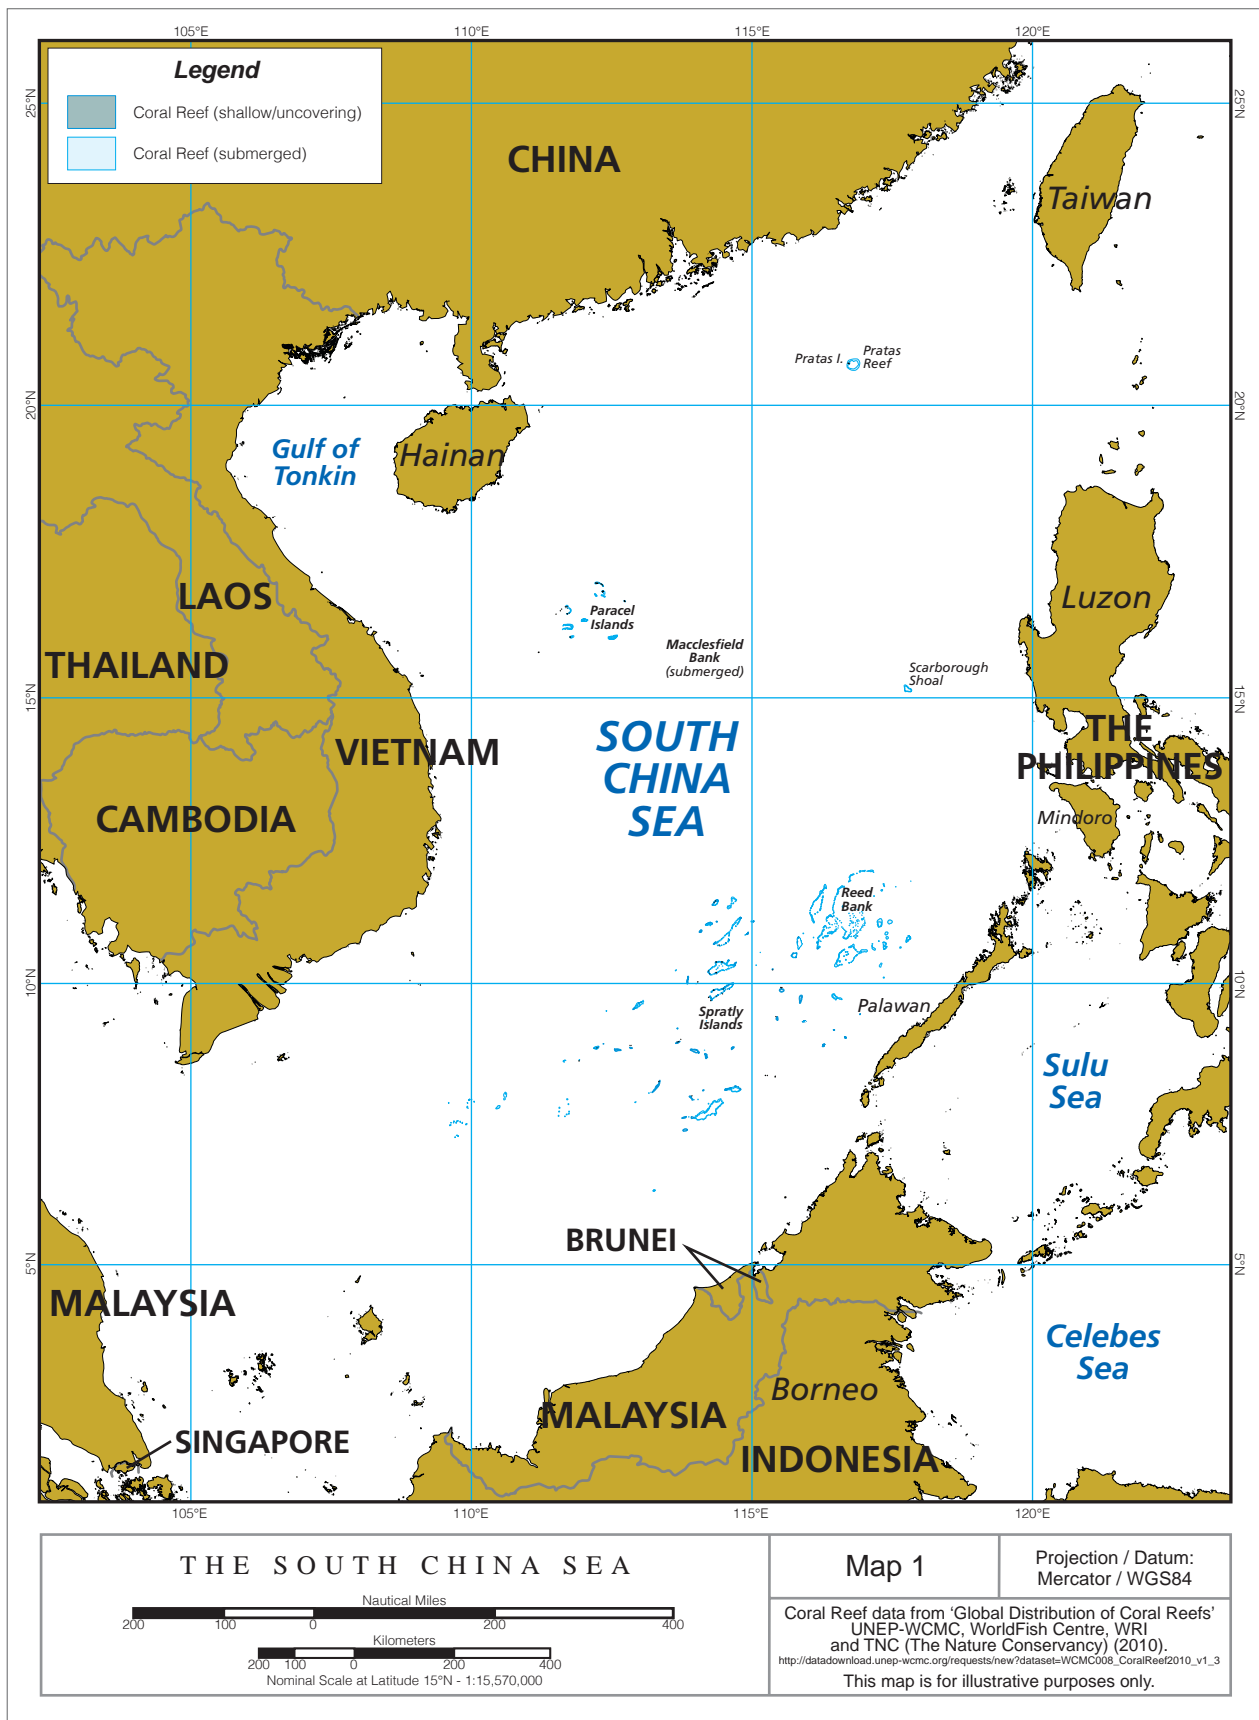 105°E
110°E
115°E
120°E
Legend
Coral Reef (shallow/uncovering)
Coral Reef (submerged)
25°N
25°N
CHINA
Taiwan
Pratas I.
Pratas
Reef
20°N
20°N
Gulf of
Tonkin
Hainan
LAOS
Luzon
Paracel
Islands
Macclesfield
Bank
(submerged)
THAILAND
Scarborough
Shoal
15°N
15°N
VIETNAM
SOUTH
CHINA
SEA
THE
PHILIPPINES
CAMBODIA
Mindoro
Reed
Bank
10°N
10°N
Spratly
Islands
Palawan
Sulu
Sea
BRUNEI
5°N
5°N
MALAYSIA
Celebes
Sea
Borneo
MALAYSIA
SINGAPORE
INDONESIA
105°E
110°E
115°E
120°E
THE SOUTH CHINA SEA
Nautical Miles
200 100 0 200 400
Kilometers
200 100 0 200 400
Nominal Scale at Latitude 15°N - 1:15,570,000
Map 1
Projection / Datum:
Mercator / WGS84
Coral Reef data from ‘Global Distribution of Coral Reefs’
UNEP-WCMC, WorldFish Centre, WRI
and TNC (The Nature Conservancy) (2010).
http://datadownload.unep-wcmc.org/requests/new?dataset=WCMC008_CoralReef2010_v1_3
This map is for illustrative purposes only.